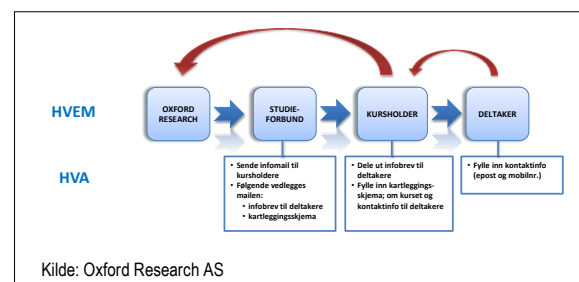 HVEM
OXFORD
RESEARCH
STUDIE-
FORBUND
KURSHOLDER
DELTAKER
HVA
• Sende infomail til
kursholdere
• Følgende vedlegges
mailen:
• infobrev til deltakere
• kartleggingsskjema
• Dele ut infobrev til
deltakere
• Fylle inn kartleggings-
skjema; om kurset og
kontaktinfo til deltakere
• Fylle inn kontaktinfo
(epost og mobilnr.)
Kilde: Oxford Research AS